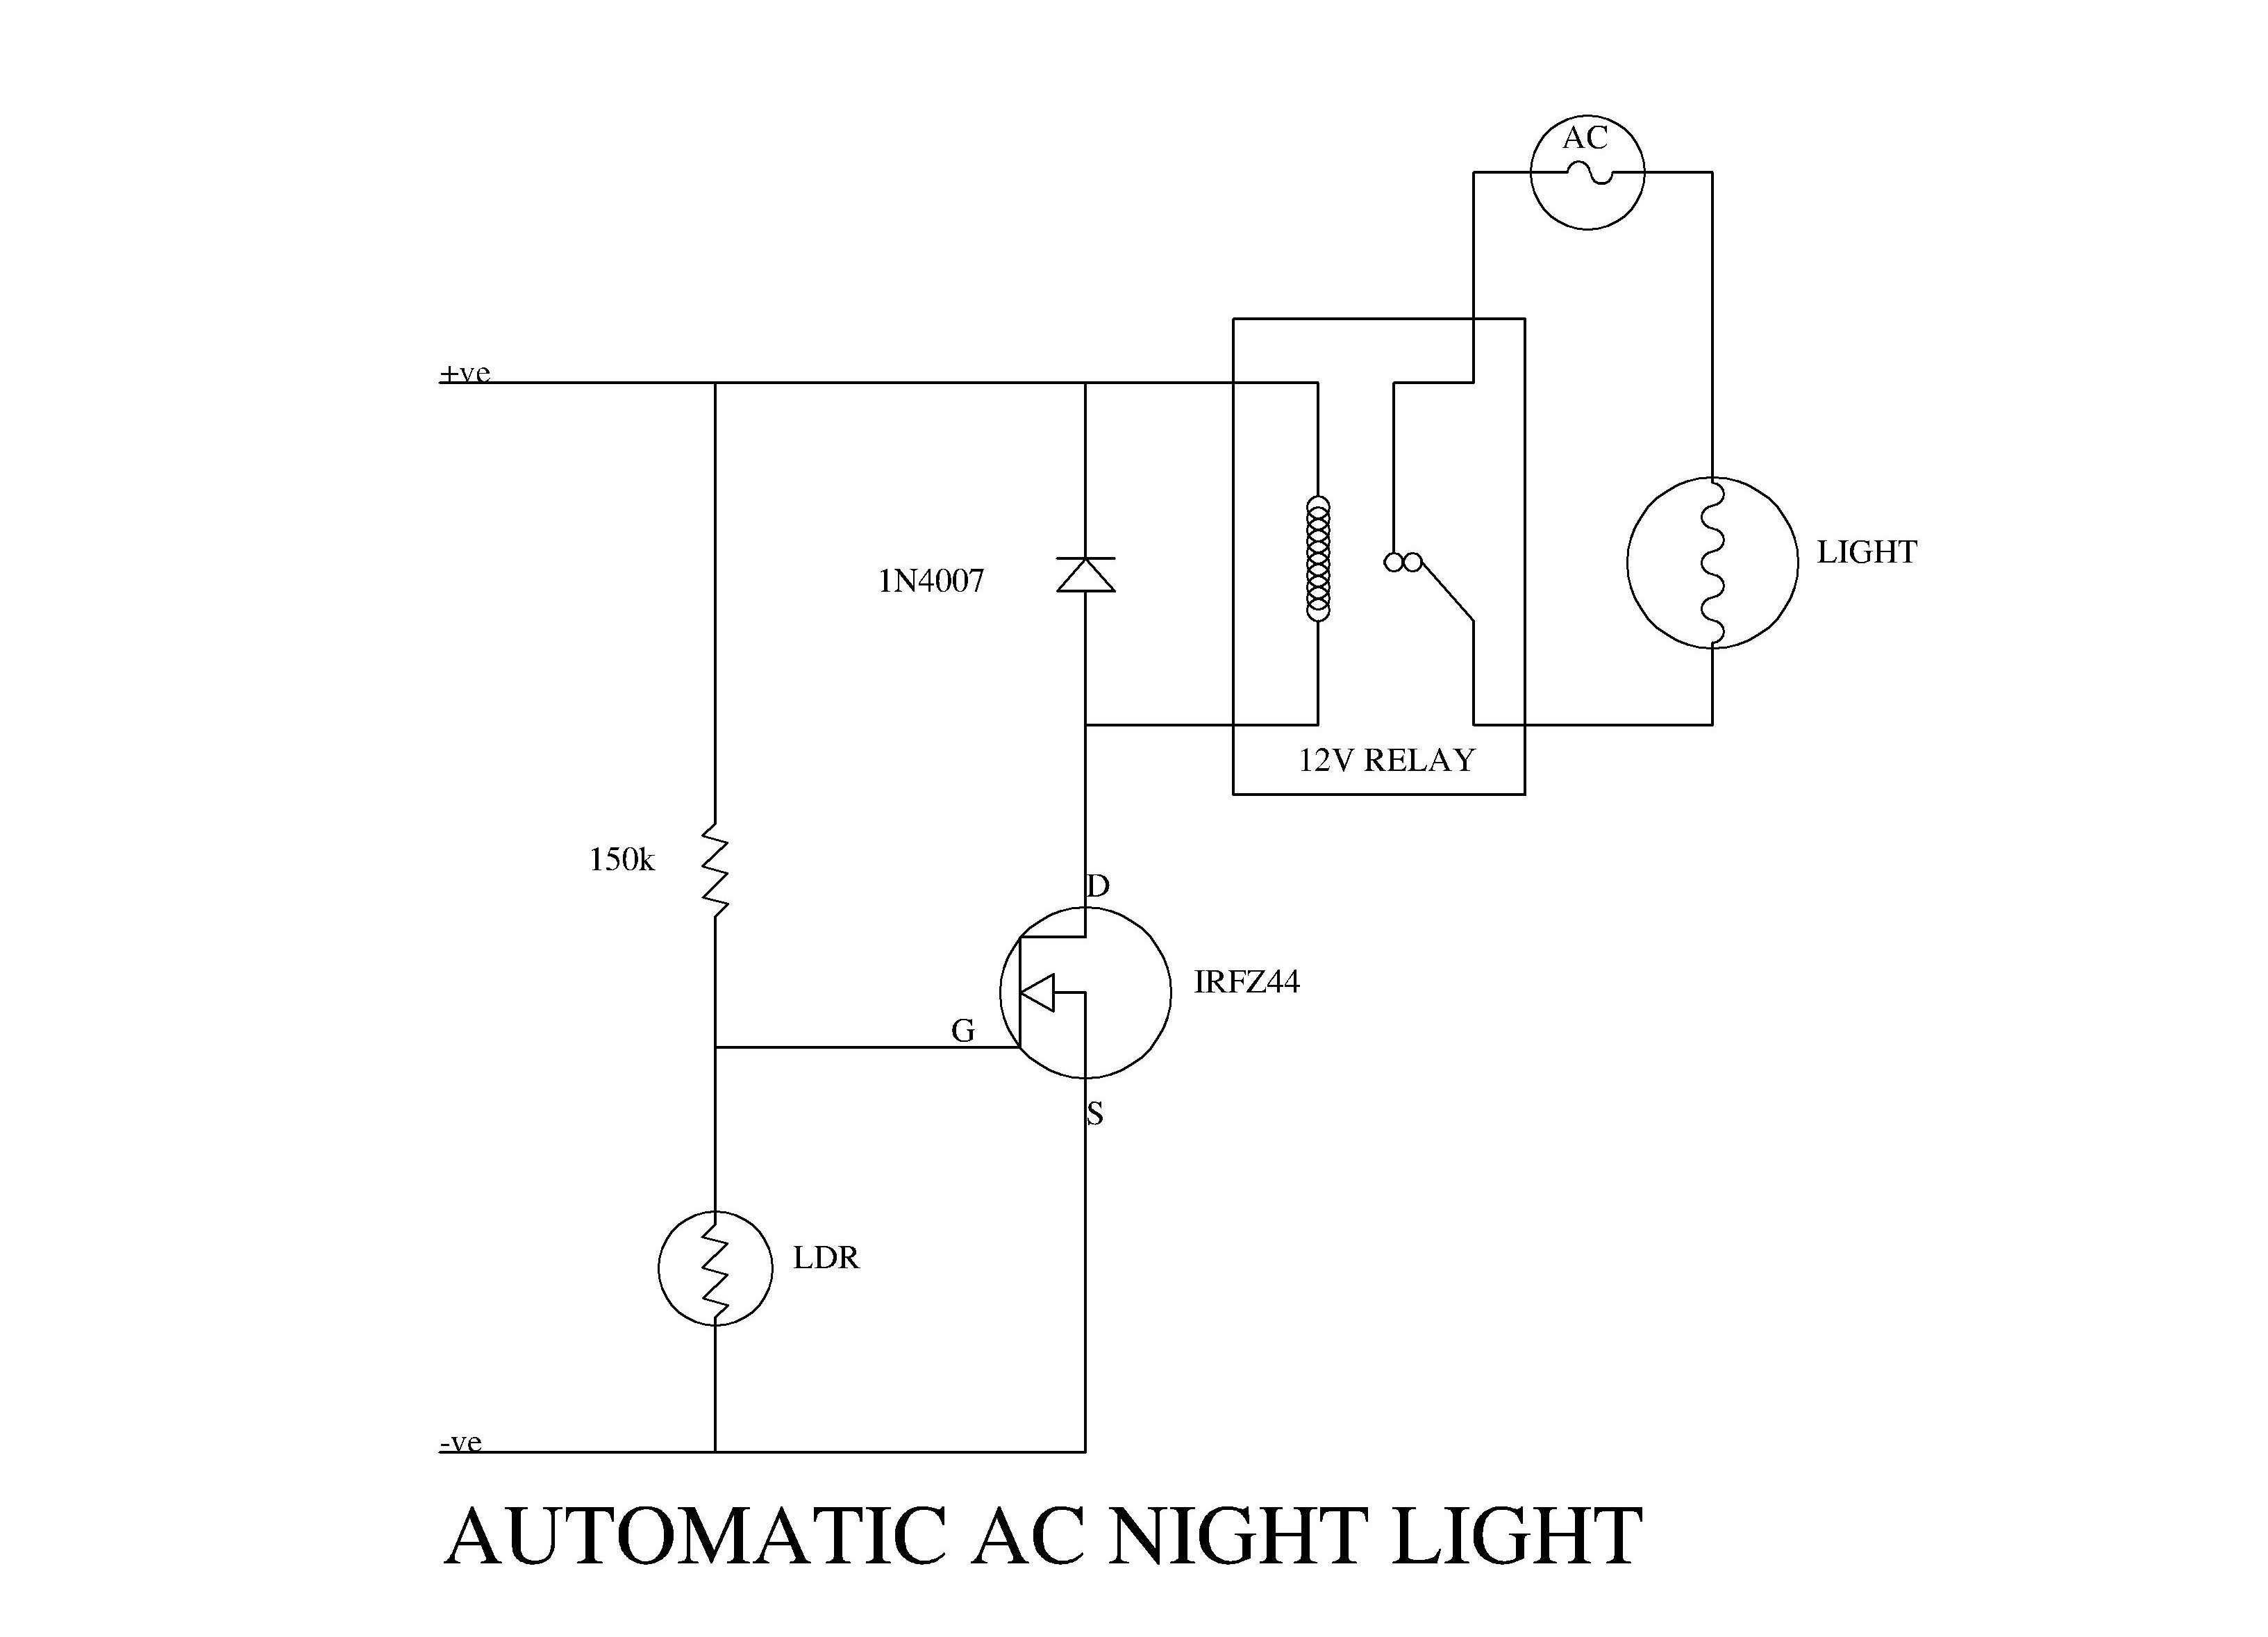 AC
+ve
LIGHT
1N4007
12V RELAY
150k
D
IRFZ44
G
S
LDR
-ve
AUTOMATIC AC NIGHT LIGHT